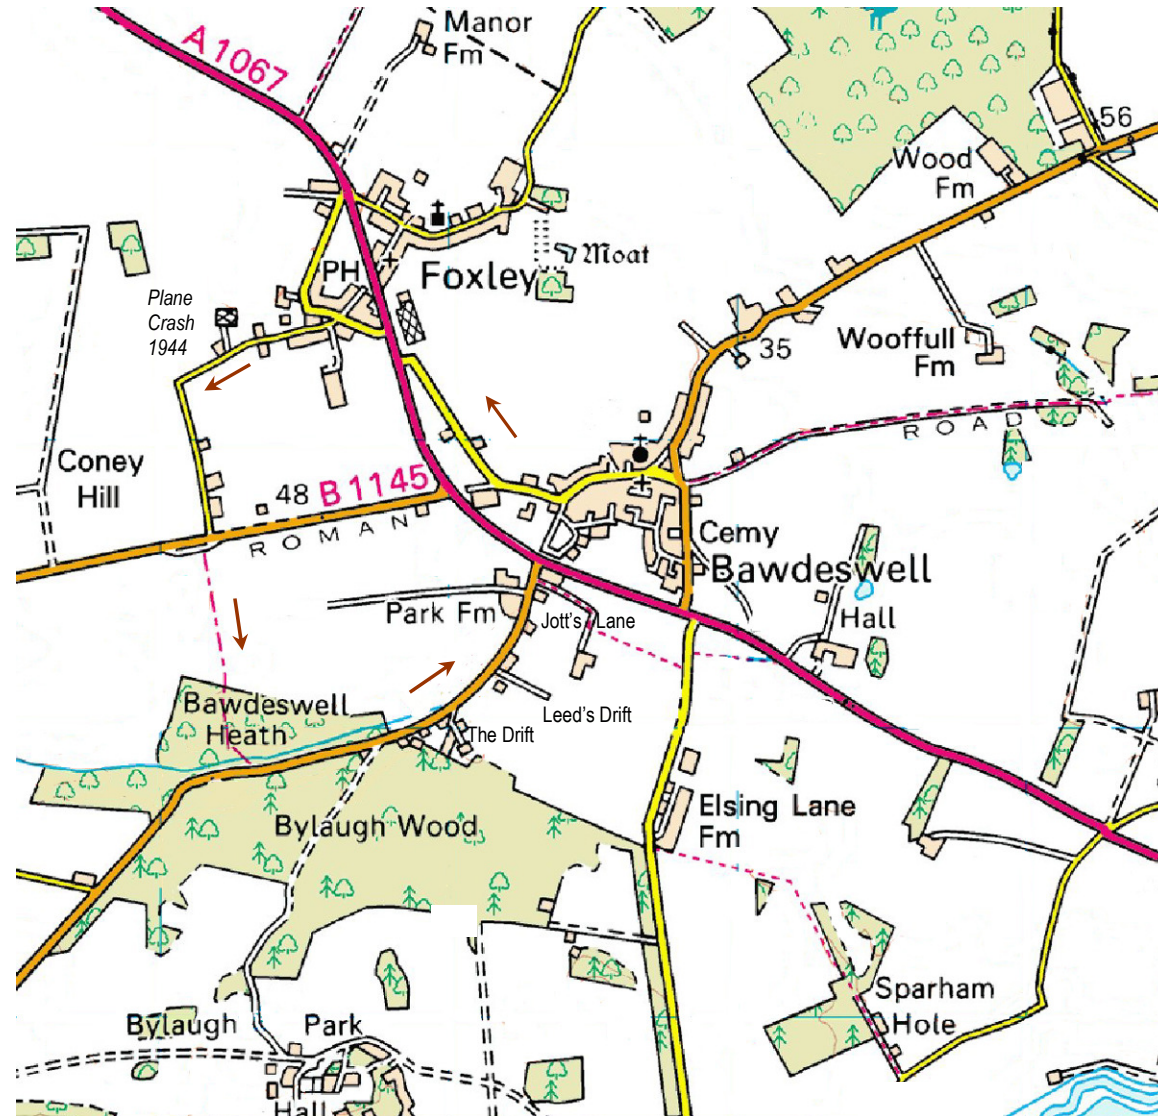 Manor
Fm
A 1067
56
Wood
Fm
Moat
PH
Foxley
Plane
Crash
1944
35
Wooffull
Fm
ROAD
Coney
Hill
48
B 1145
ROMAN
Cemy
Bawdeswell
Park Fm
Jott's Lane
Hall
Bawdeswell
Heath
Leed's Drift
The Drift
Elsing Lane
Fm
Bylaugh Wood
Sparham
Hole
Bylaugh Park
Hall